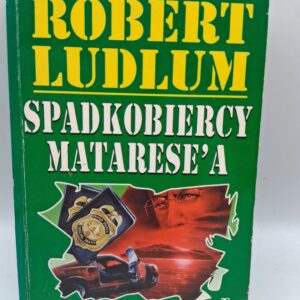 ROBERT
LUDLUM
SPADKOBIERCY
MATARESE'A